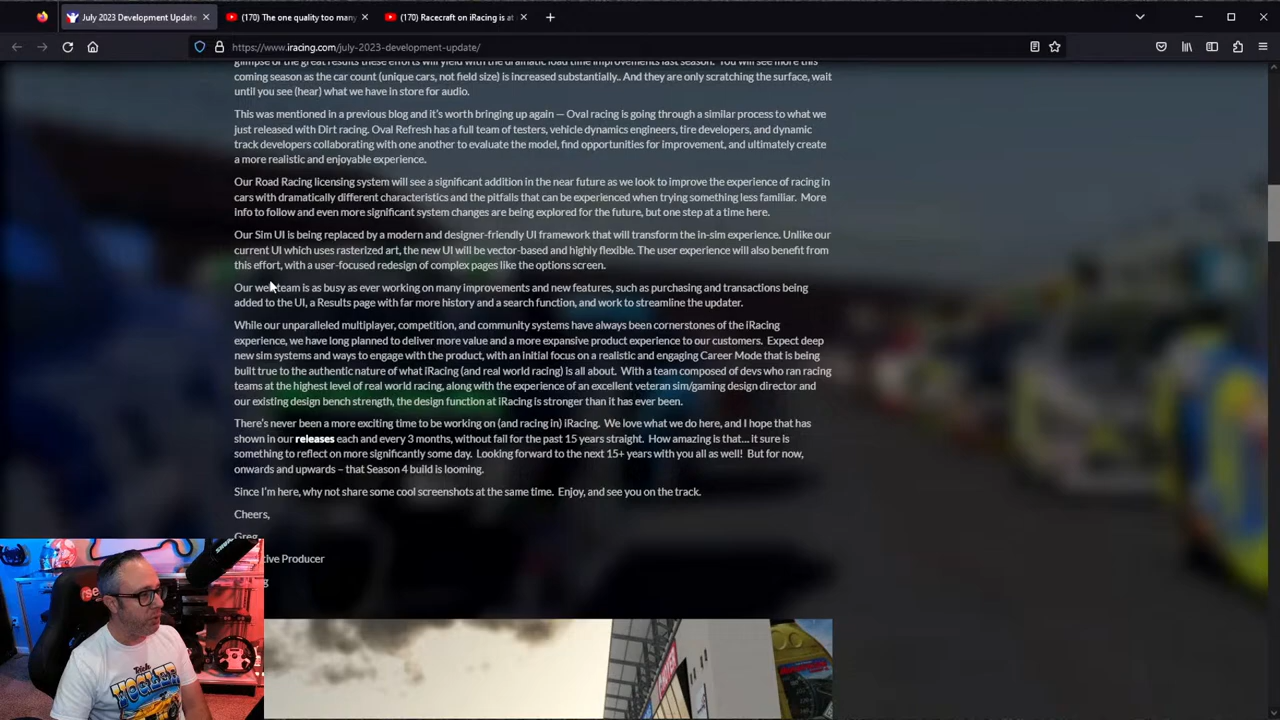 July 2023 Development Update
(170) The one quality too many
(170) Racecraft on iRacing is at
https://www.iracing.com/july-2023-development-update/
glimpse of the great results these efforts will yield with the dramatic load time improvements last season. You will see more this
coming season as the car count (unique cars, not field size) is increased substantially.. And they are only scratching the surface, wait
until you see (hear) what we have in store for audio.
This was mentioned in a previous blog and it's worth bringing up again — Oval racing is going through a similar process to what we
just released with Dirt racing. Oval Refresh has a full team of testers, vehicle dynamics engineers, tire developers, and dynamic
track developers collaborating with one another to evaluate the model, find opportunities for improvement, and ultimately create
a more realistic and enjoyable experience.
Our Road Racing licensing system will see a significant addition in the near future as we look to improve the experience of racing in
cars with dramatically different characteristics and the pitfalls that can be experienced when trying something less familiar. More
info to follow and even more significant system changes are being explored for the future, but one step at a time here.
Our Sim UI is being replaced by a modern and designer-friendly UI framework that will transform the in-sim experience. Unlike our
current UI which uses rasterized art, the new UI will be vector-based and highly flexible. The user experience will also benefit from
this effort, with a user-focused redesign of complex pages like the options screen.
Our web team is as busy as ever working on many improvements and new features, such as purchasing and transactions being
added to the UI, a Results page with far more history and a search function, and work to streamline the updater.
While our unparalleled multiplayer, competition, and community systems have always been cornerstones of the iRacing
experience, we have long planned to deliver more value and a more expansive product experience to our customers. Expect deep
new sim systems and ways to engage with the product, with an initial focus on a realistic and engaging Career Mode that is being
built true to the authentic nature of what iRacing (and real world racing) is all about. With a team composed of devs who ran racing
teams at the highest level of real world racing, along with the experience of an excellent veteran sim/gaming design director and
our existing design bench strength, the design function at iRacing is stronger than it has ever been.
There's never been a more exciting time to be working on (and racing in) iRacing. We love what we do here, and I hope that has
shown in our releases each and every 3 months, without fail for the past 15 years straight. How amazing is that... it sure is
something to reflect on more significantly some day. Looking forward to the next 15+ years with you all as well! But for now,
onwards and upwards – that Season 4 build is looming.
Since I'm here, why not share some cool screenshots at the same time. Enjoy, and see you on the track.
Cheers,
Greg
tive Producer
g